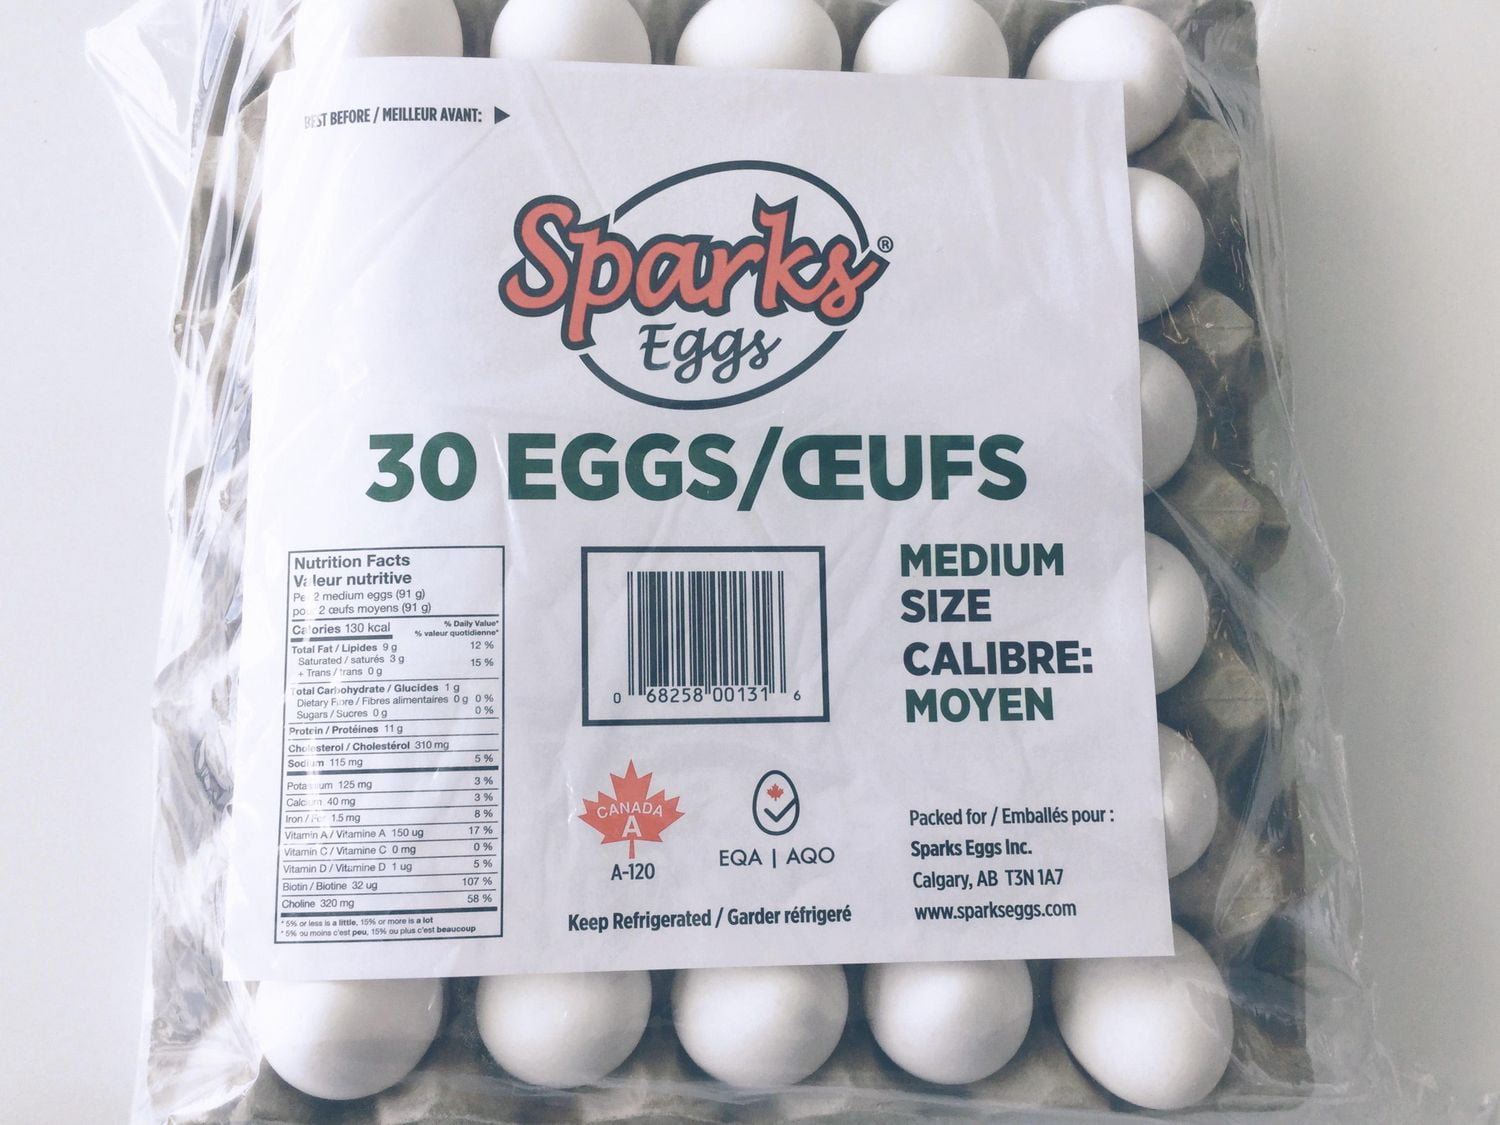 BEST BEFORE / MEILLEUR AVANT:
Sparks®
Eggs
30 EGGS/ŒUFS
Nutrition Facts
Valeur nutritive
Per 2 medium eggs (91 g)
pour 2 œufs moyens (91 g)
Calories 130 kcal
% Daily Value*
% valeur quotidienne*
Total Fat / Lipides 9 g 12 %
Saturated / saturés 3 g
+ Trans / trans 0 g 15 %
Total Carbohydrate / Glucides 1 g
Dietary Fibre / Fibres alimentaires 0 g 0 %
Sugars / Sucres 0 g 0 %
Protein / Protéines 11 g
Cholesterol / Cholestérol 310 mg
Sodium 115 mg 5 %
Potassium 125 mg 3 %
Calcium 40 mg 3 %
Iron / Fer 1.5 mg 8 %
Vitamin A / Vitamine A 150 ug 17 %
Vitamin C / Vitamine C 0 mg 0 %
Vitamin D / Vitamine D 1 ug 5 %
Biotin / Biotine 32 ug 107 %
Choline 320 mg 58 %
* 5% or less is a little, 15% or more is a lot
* 5% ou moins c'est peu, 15% ou plus c'est beaucoup
0 68258 00131 6
MEDIUM
SIZE
CALIBRE:
MOYEN
CANADA
A
A-120
EQA | AQO
Keep Refrigerated / Garder réfrigeré
Packed for / Emballés pour :
Sparks Eggs Inc.
Calgary, AB T3N 1A7
www.sparkseggs.com